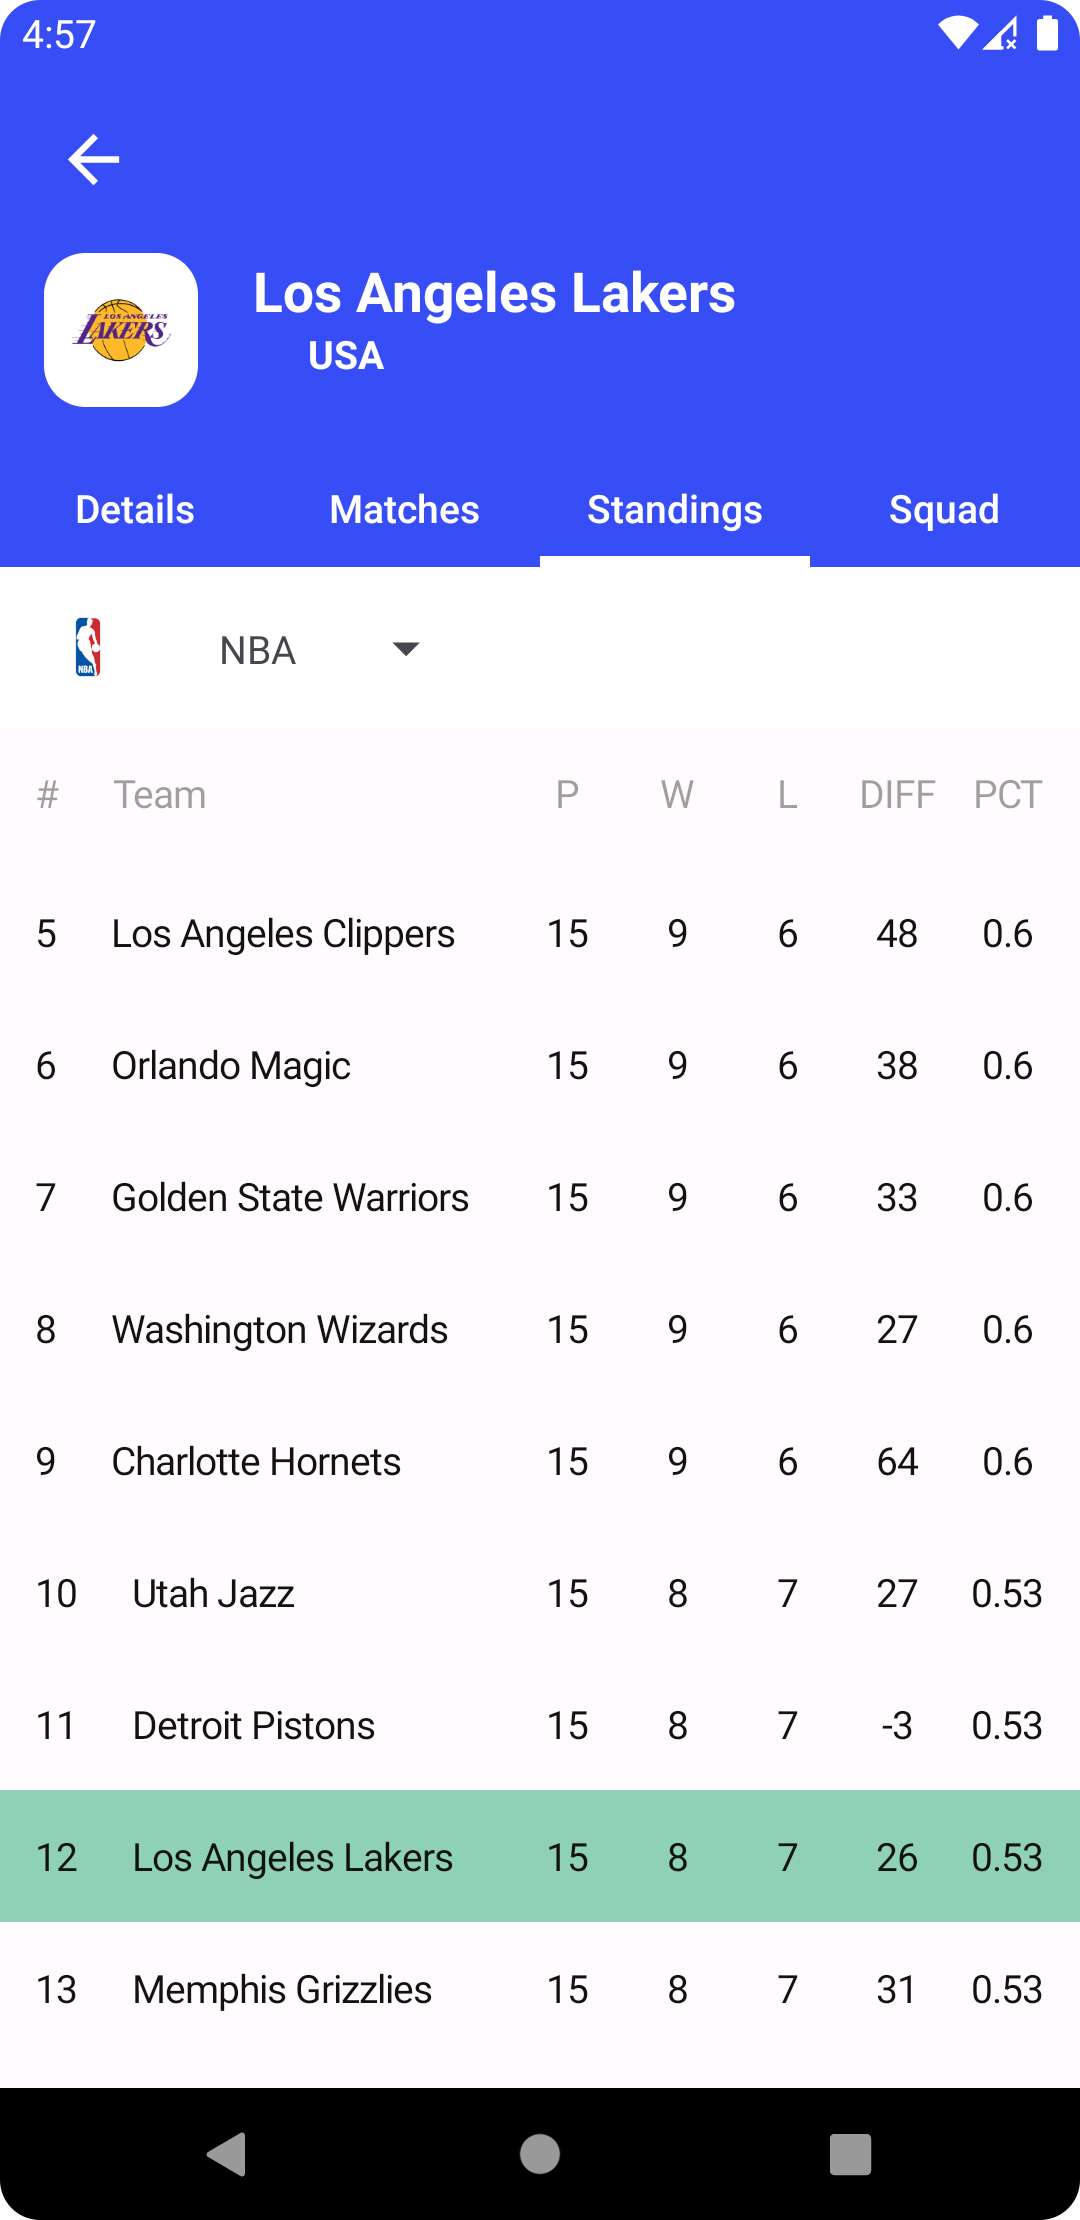 4:57
LOS ANGELES
LAKERS
Los Angeles Lakers
USA
Details Matches Standings Squad
NBA
NBA
# Team P W L DIFF PCT
5 Los Angeles Clippers 15 9 6 48 0.6
6 Orlando Magic 15 9 6 38 0.6
7 Golden State Warriors 15 9 6 33 0.6
8 Washington Wizards 15 9 6 27 0.6
9 Charlotte Hornets 15 9 6 64 0.6
10 Utah Jazz 15 8 7 27 0.53
11 Detroit Pistons 15 8 7 -3 0.53
12 Los Angeles Lakers 15 8 7 26 0.53
13 Memphis Grizzlies 15 8 7 31 0.53